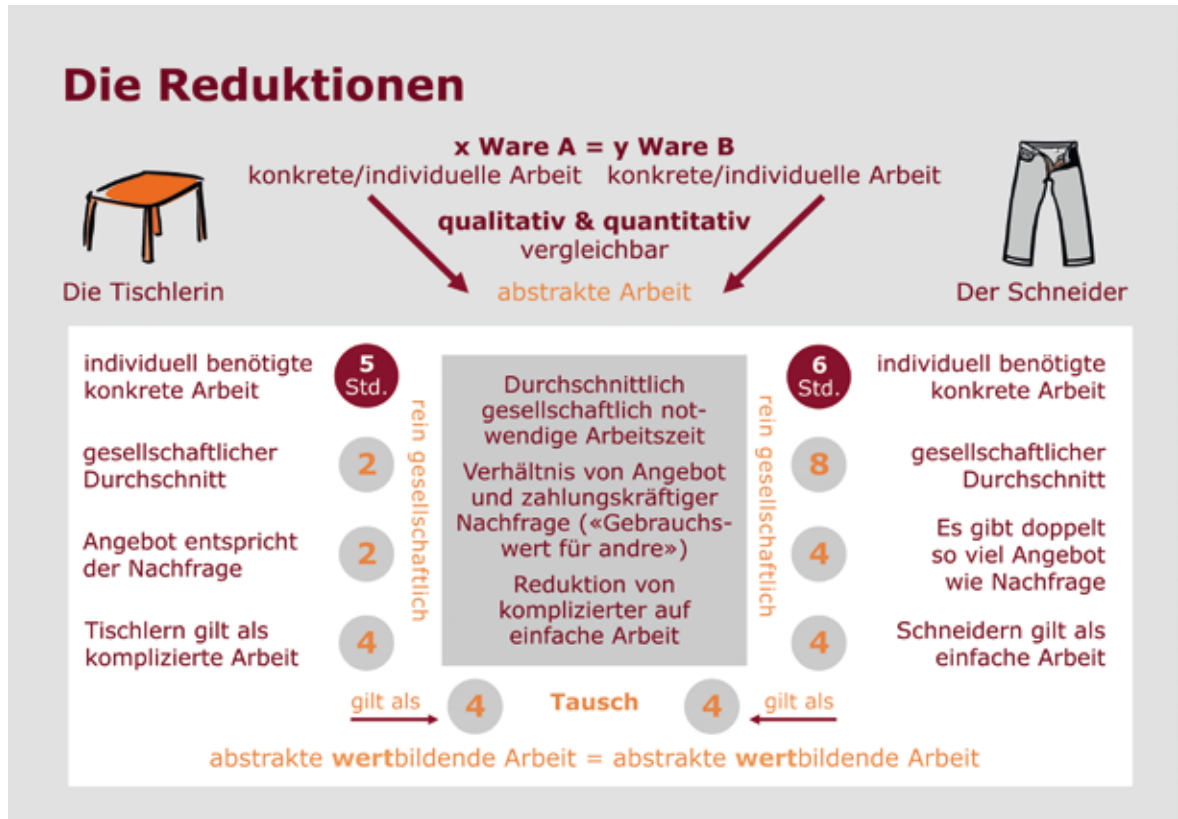 Die Reduktionen
x Ware A = y Ware B
konkrete/individuelle Arbeit konkrete/individuelle Arbeit
qualitativ & quantitativ
vergleichbar
abstrakte Arbeit
Die Tischlerin
Der Schneider
individuell benötigte
konkrete Arbeit
5
Std.
gesellschaftlicher
Durchschnitt
2
Angebot entspricht
der Nachfrage
2
Tischlern gilt als
komplizierte Arbeit
4
rein gesellschaftlich
Durchschnittlich
gesellschaftlich not-
wendige Arbeitszeit
Verhältnis von Angebot
und zahlungskräftiger
Nachfrage («Gebrauchs-
wert für andre»)
Reduktion von
komplizierter auf
einfache Arbeit
rein gesellschaftlich
6
Std.
individuell benötigte
konkrete Arbeit
8
gesellschaftlicher
Durchschnitt
4
Es gibt doppelt
so viel Angebot
wie Nachfrage
4
Schneidern gilt als
einfache Arbeit
gilt als 4 Tausch 4 gilt als
abstrakte wertbildende Arbeit = abstrakte wertbildende Arbeit